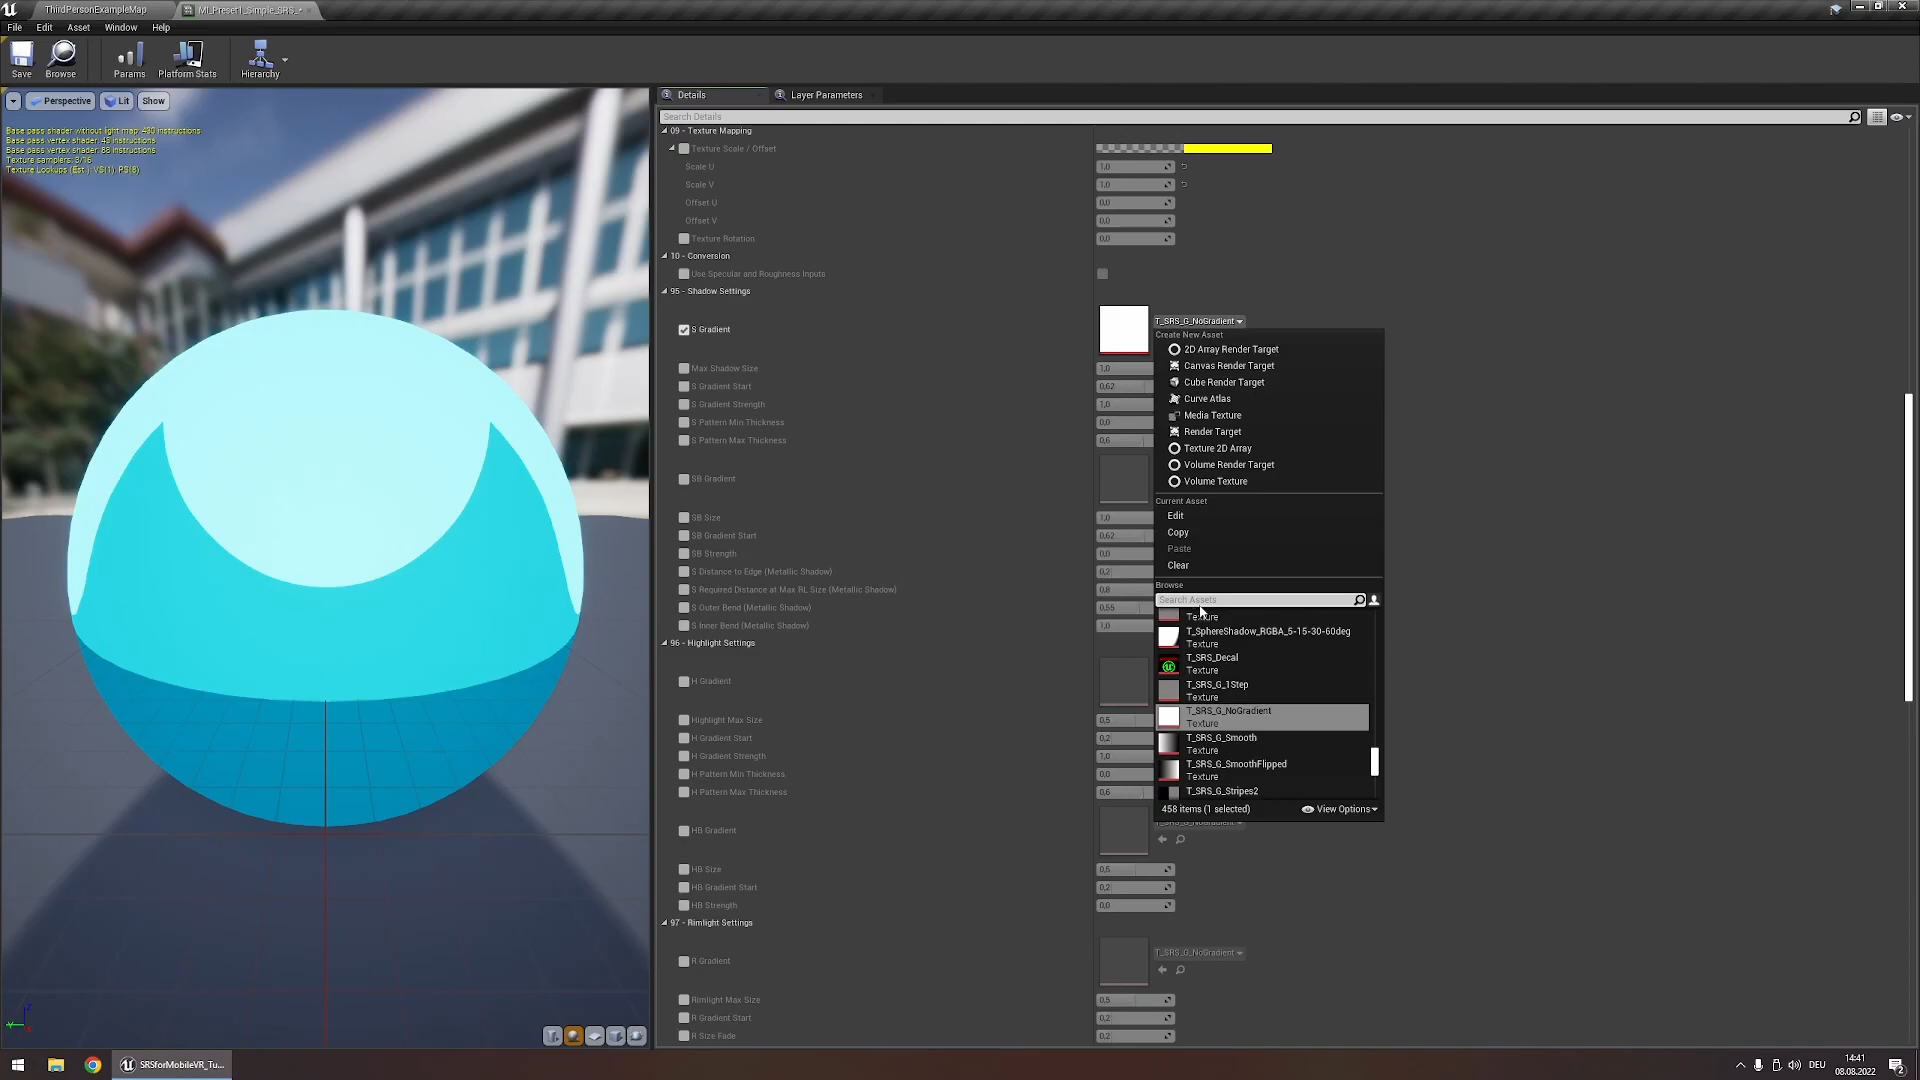 ThirdPersonExampleMap
MI_Preset1_Simple_SRS_*
File Edit Asset Window Help
Save Browse Params Platform Stats Hierarchy
Perspective Lit Show
Base pass shader without light map: 430 instructions
Base pass vertex shader: 43 instructions
Base pass vertex shader: 88 instructions
Texture samplers: 3/16
Texture Lookups (Est.): VS(1), PS(8)
Details Layer Parameters
Search Details
09 - Texture Mapping
Texture Scale / Offset
Scale U 1,0
Scale V 1,0
Offset U 0,0
Offset V 0,0
Texture Rotation 0,0
10 - Conversion
Use Specular and Roughness Inputs
95 - Shadow Settings
S Gradient
T_SRS_G_NoGradient
Max Shadow Size 1,0
S Gradient Start 0,62
S Gradient Strength 1,0
S Pattern Min Thickness 0,0
S Pattern Max Thickness 0,6
SB Gradient
SB Size 1,0
SB Gradient Start 0,62
SB Strength 0,0
S Distance to Edge (Metallic Shadow) 0,2
S Required Distance at Max RL Size (Metallic Shadow) 0,8
S Outer Bend (Metallic Shadow) 0,55
S Inner Bend (Metallic Shadow) 1,0
96 - Highlight Settings
H Gradient
Highlight Max Size 0,5
H Gradient Start 0,2
H Gradient Strength 1,0
H Pattern Min Thickness 0,0
H Pattern Max Thickness 0,6
HB Gradient
HB Size 0,5
HB Gradient Start 0,2
HB Strength 0,0
97 - Rimlight Settings
R Gradient
T_SRS_G_NoGradient
Rimlight Max Size 0,5
R Gradient Start 0,2
R Size Fade 0,2
Create New Asset
2D Array Render Target
Canvas Render Target
Cube Render Target
Curve Atlas
Media Texture
Render Target
Texture 2D Array
Volume Render Target
Volume Texture
Current Asset
Edit
Copy
Paste
Clear
Browse
Search Assets
Texture
T_SphereShadow_RGBA_5-15-30-60deg
Texture
T_SRS_Decal
Texture
T_SRS_G_1Step
Texture
T_SRS_G_NoGradient
Texture
T_SRS_G_Smooth
Texture
T_SRS_G_SmoothFlipped
Texture
T_SRS_G_Stripes2
458 items (1 selected) View Options
T_SRS_G_NoGradient
SRSforMobileVR_Tu...
DEU
14:41
08.08.2022
2